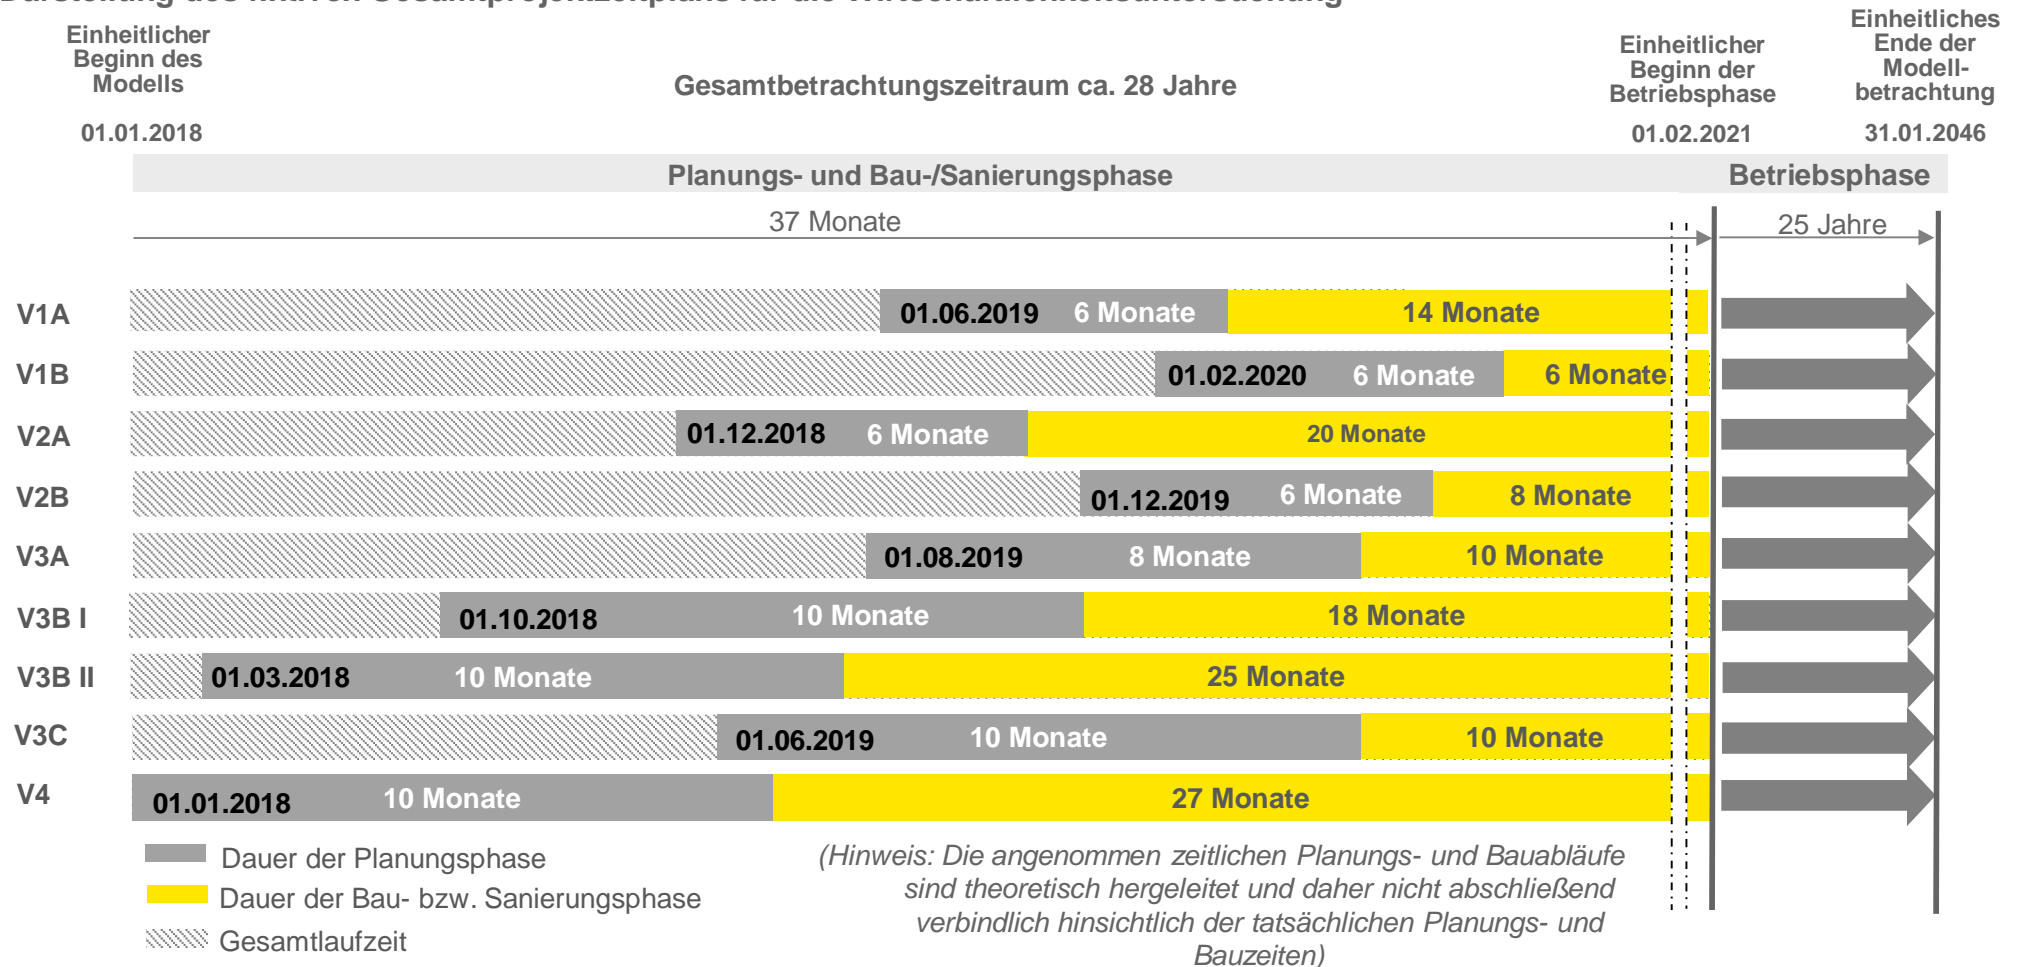 Darstellung des fiktiven Gesamtprojektzeitplans für die Wirtschaftlichkeitsuntersuchung
Einheitlicher
Beginn des
Modells
01.01.2018
Gesamtbetrachtungszeitraum ca. 28 Jahre
Einheitlicher
Beginn der
Betriebsphase
01.02.2021
Einheitliches
Ende der
Modell-
betrachtung
31.01.2046
Planungs- und Bau-/Sanierungsphase
Betriebsphase
37 Monate
25 Jahre
V1A 01.06.2019 6 Monate 14 Monate
V1B 01.02.2020 6 Monate 6 Monate
V2A 01.12.2018 6 Monate 20 Monate
V2B 01.12.2019 6 Monate 8 Monate
V3A 01.08.2019 8 Monate 10 Monate
V3B I 01.10.2018 10 Monate 18 Monate
V3B II 01.03.2018 10 Monate 25 Monate
V3C 01.06.2019 10 Monate 10 Monate
V4 01.01.2018 10 Monate 27 Monate
Dauer der Planungsphase
Dauer der Bau- bzw. Sanierungsphase
Gesamtlaufzeit
(Hinweis: Die angenommen zeitlichen Planungs- und Bauabläufe
sind theoretisch hergeleitet und daher nicht abschließend
verbindlich hinsichtlich der tatsächlichen Planungs- und
Bauzeiten)